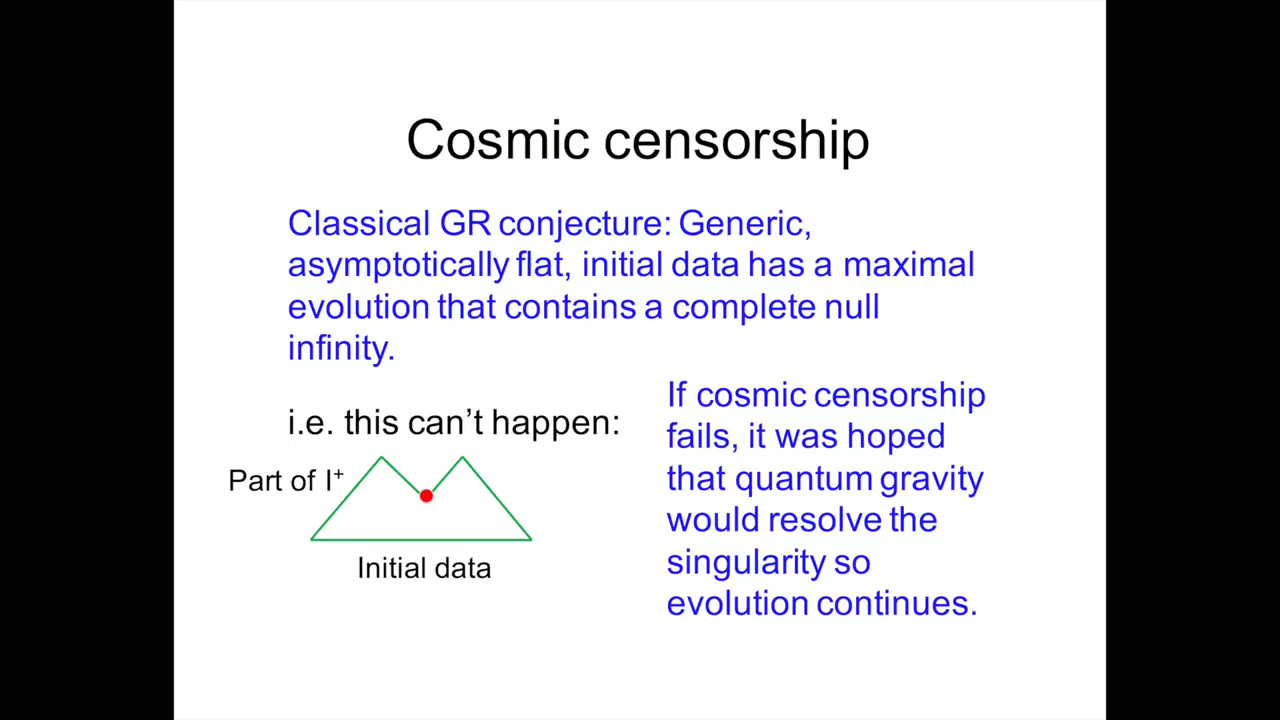 Cosmic censorship
Classical GR conjecture: Generic,
asymptotically flat, initial data has a maximal
evolution that contains a complete null
infinity.
i.e. this can’t happen:
Part of I⁺
Initial data
If cosmic censorship
fails, it was hoped
that quantum gravity
would resolve the
singularity so
evolution continues.